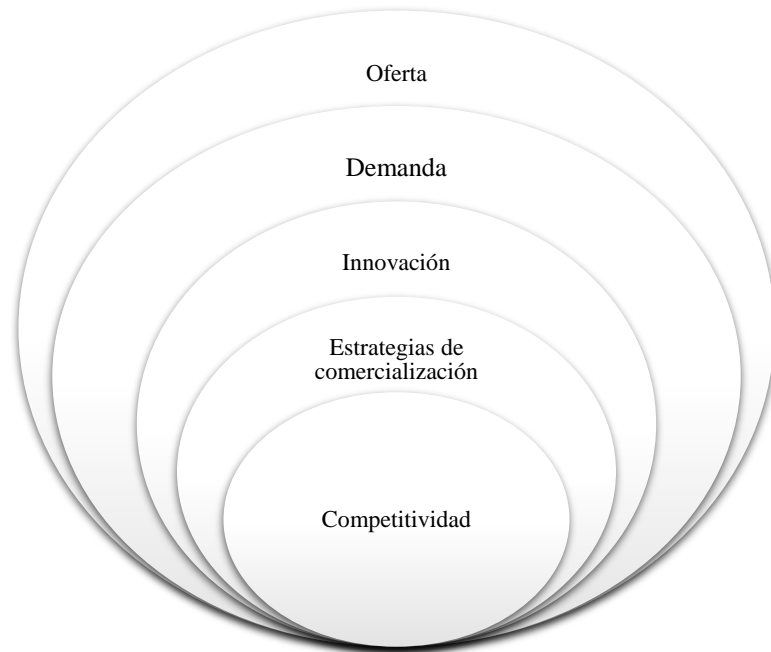 Oferta
Demanda
Innovación
Estrategias de
comercialización
Competitividad